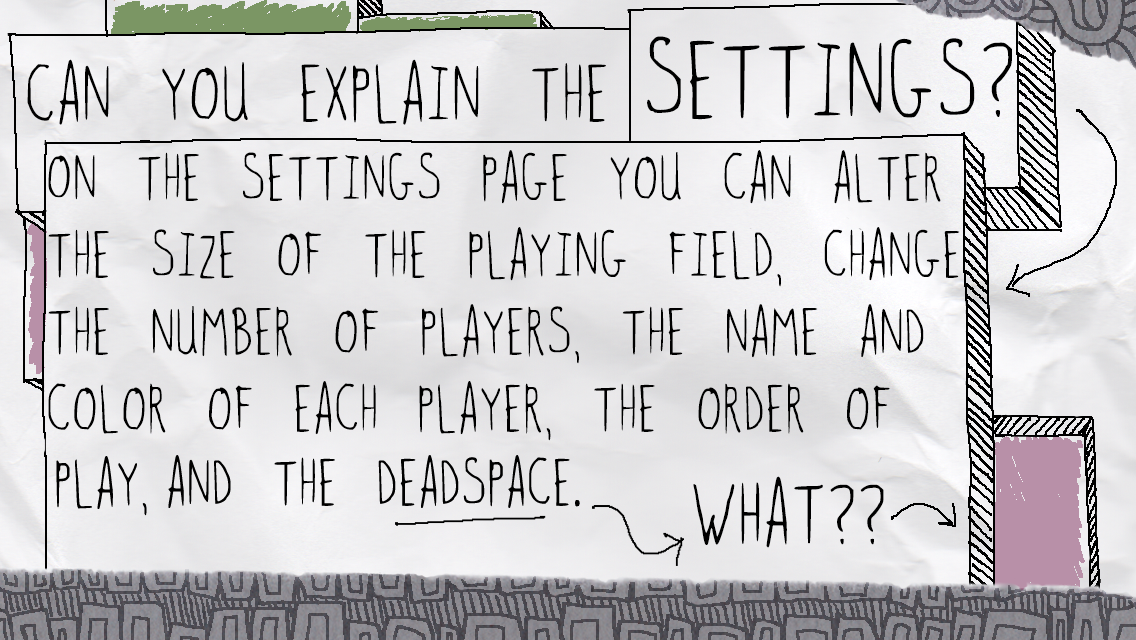 CAN YOU EXPLAIN THE SETTINGS?
ON THE SETTINGS PAGE YOU CAN ALTER
THE SIZE OF THE PLAYING FIELD, CHANGE
THE NUMBER OF PLAYERS, THE NAME AND
COLOR OF EACH PLAYER, THE ORDER OF
PLAY, AND THE DEADSPACE.
WHAT??